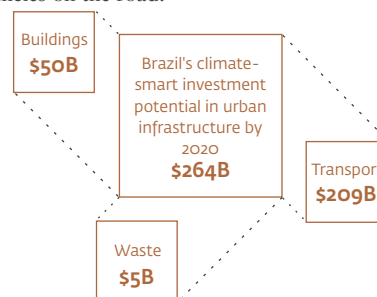 Buildings
$50B
Brazil's climate-
smart investment
potential in urban
infrastructure by
2020
$264B
Transpor
$209B
Waste
$5B